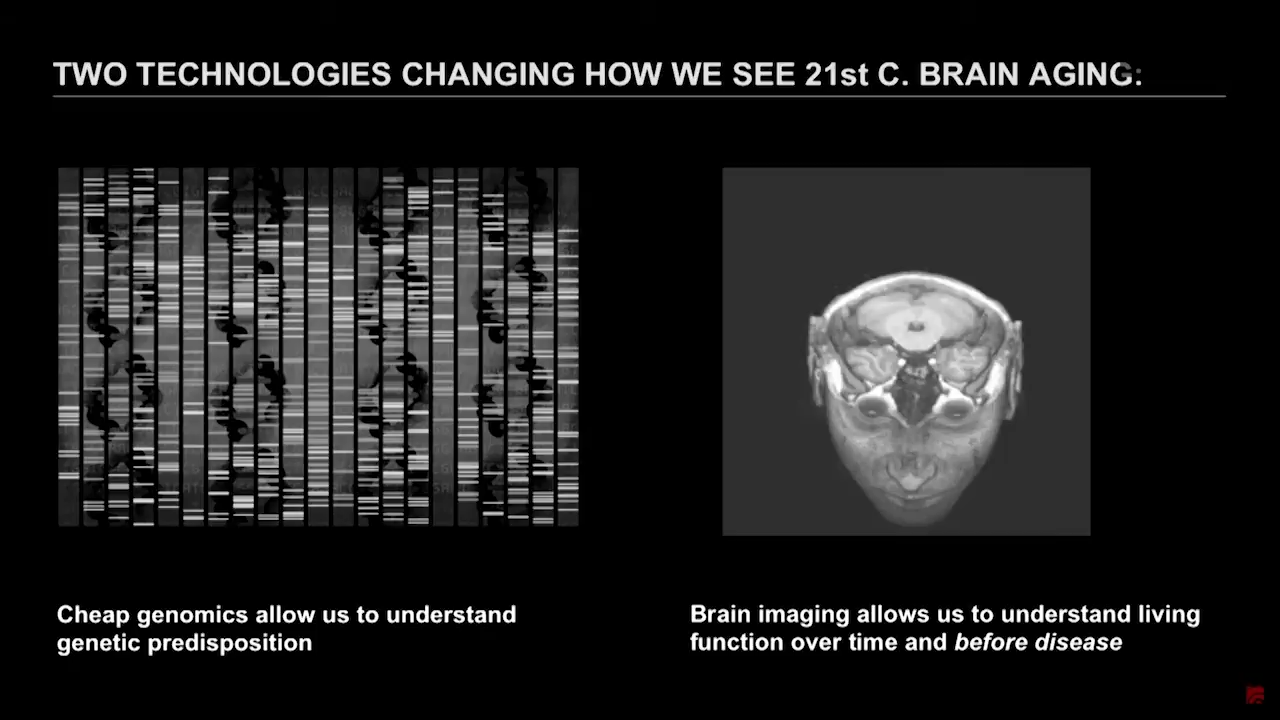 TWO TECHNOLOGIES CHANGING HOW WE SEE 21st C. BRAIN AGING:
Cheap genomics allow us to understand
genetic predisposition
Brain imaging allows us to understand living
function over time and before disease